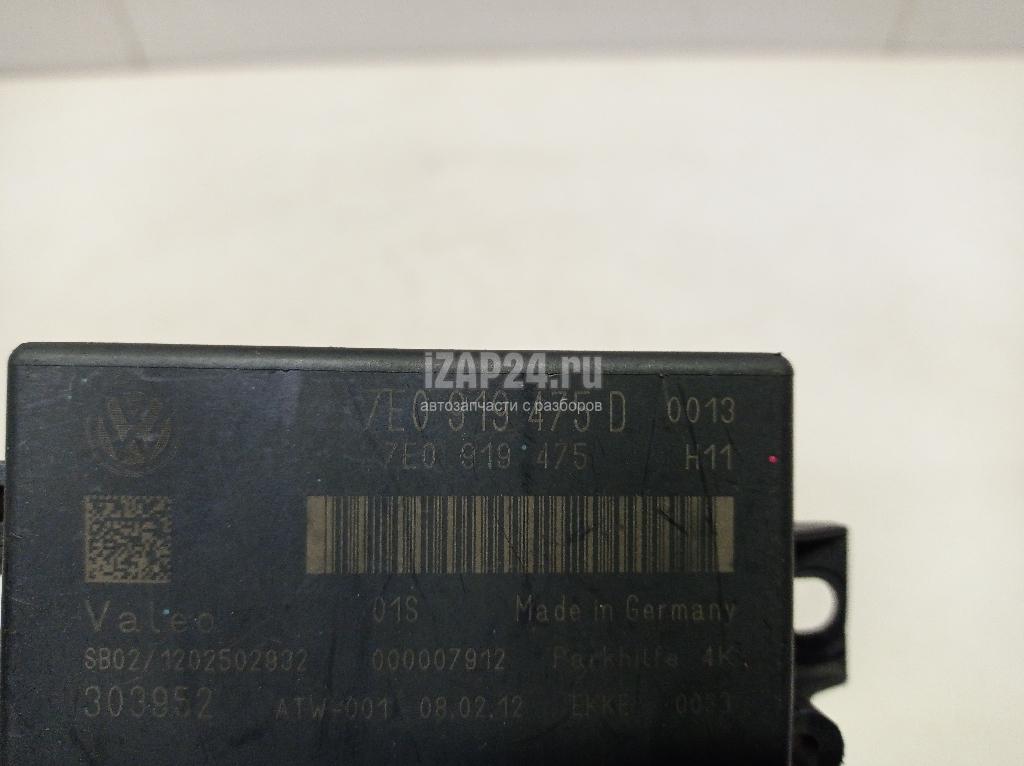 iZAP24.ru
7E0 919 475 D 0013
автозапчасти с разборов
7E0 919 475 H11
Valeo 01S Made in Germany
SB02/1202502932 000007912 Parkhilfe 4K
303952 ATW-001 08.02.12 EKKE